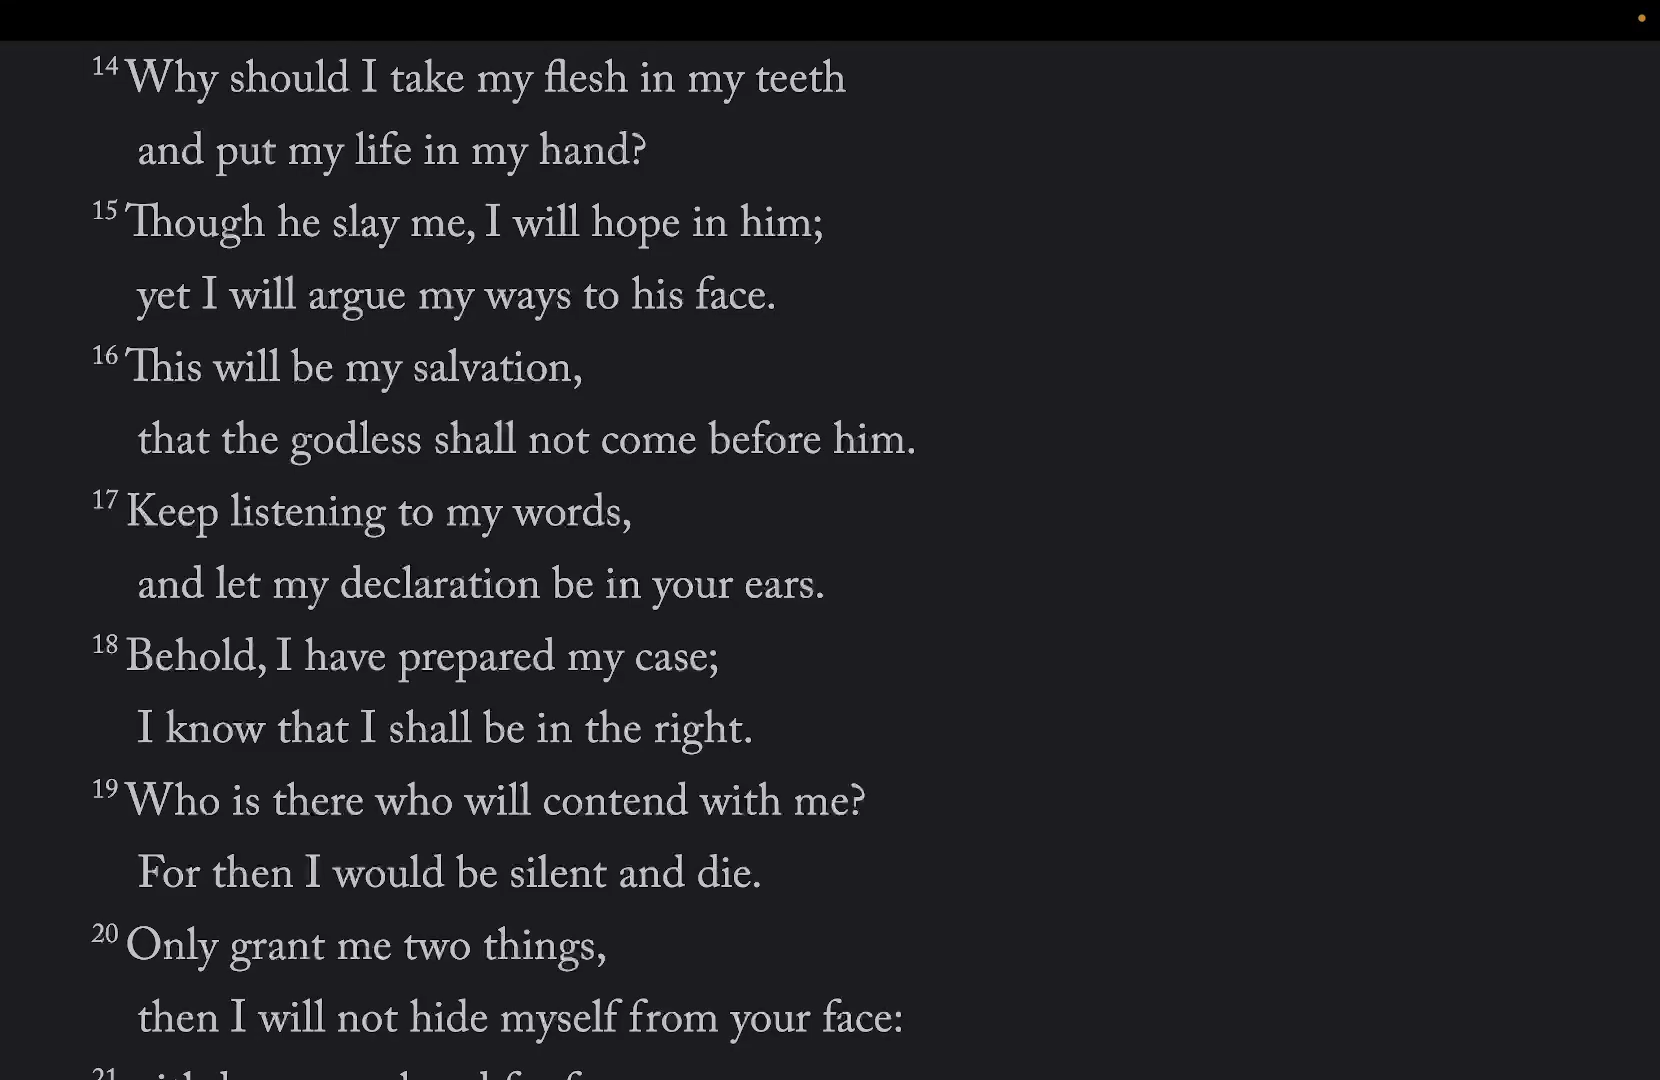 14 Why should I take my flesh in my teeth
and put my life in my hand?
15 Though he slay me, I will hope in him;
yet I will argue my ways to his face.
16 This will be my salvation,
that the godless shall not come before him.
17 Keep listening to my words,
and let my declaration be in your ears.
18 Behold, I have prepared my case;
I know that I shall be in the right.
19 Who is there who will contend with me?
For then I would be silent and die.
20 Only grant me two things,
then I will not hide myself from your face:
21